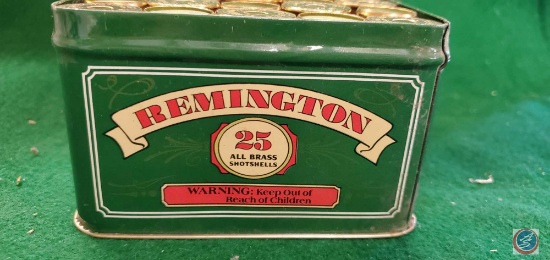 REMINGTON
25
ALL BRASS
SHOTSHELLS
WARNING: Keep Out of
Reach of Children